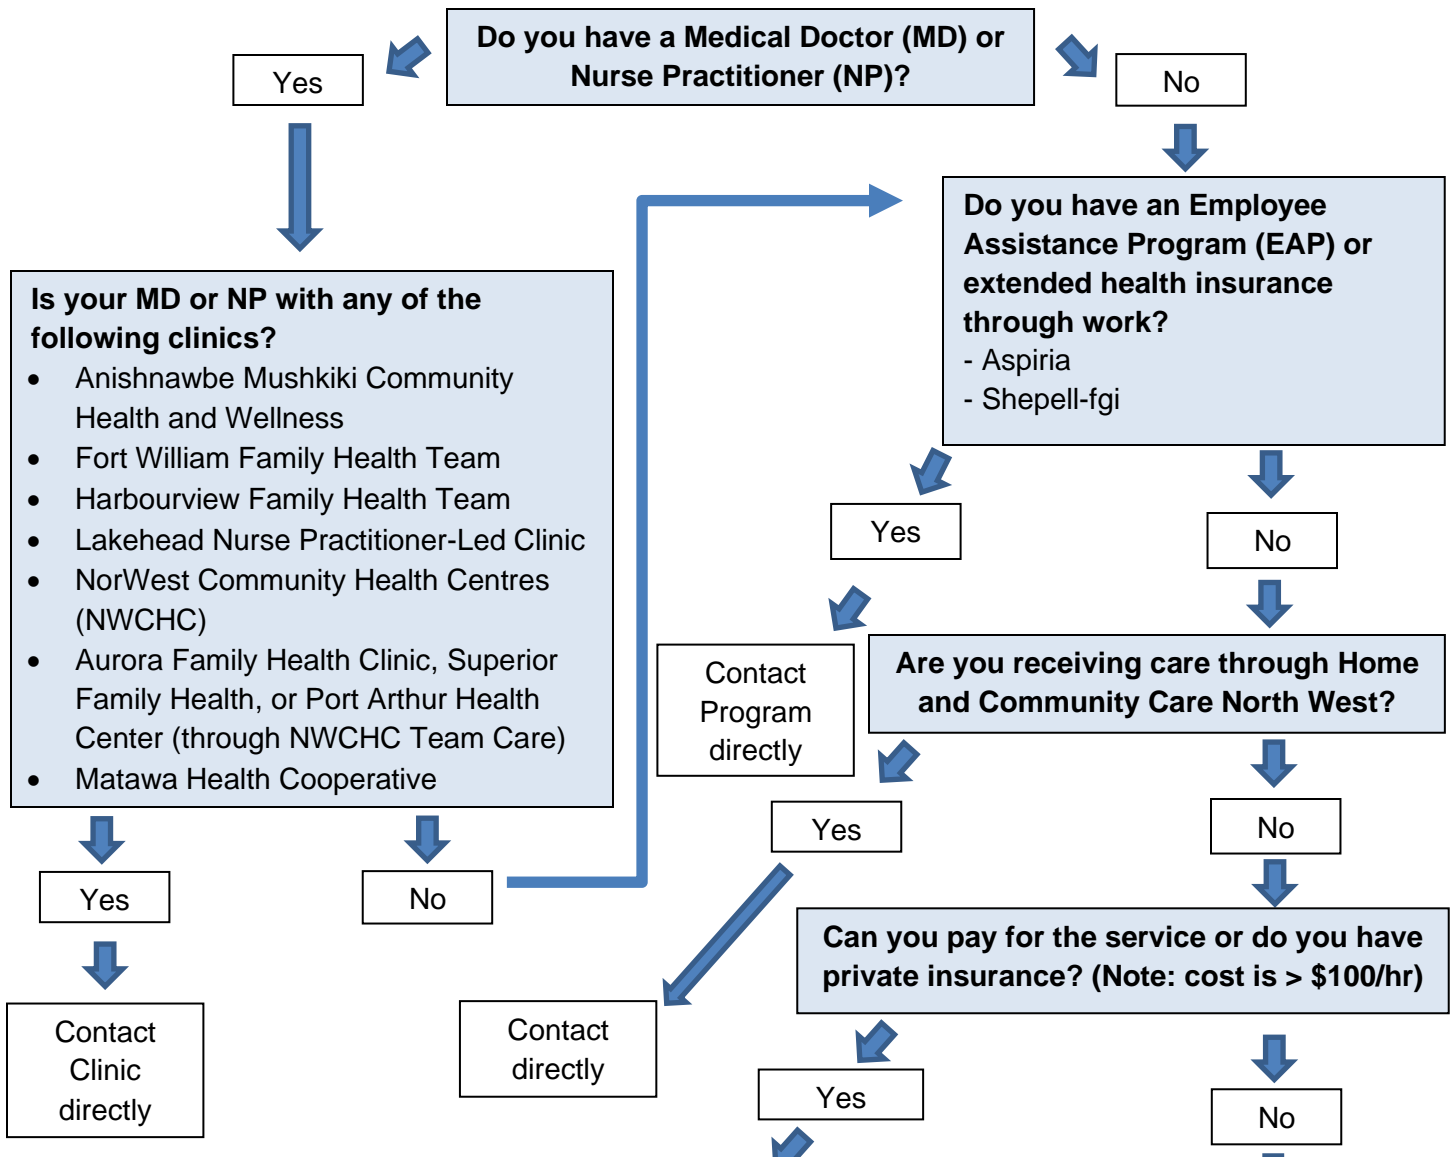 Do you have a Medical Doctor (MD) or
Nurse Practitioner (NP)?
Yes
No
Is your MD or NP with any of the
following clinics?
• Anishnawbe Mushkiki Community
Health and Wellness
• Fort William Family Health Team
• Harbourview Family Health Team
• Lakehead Nurse Practitioner-Led Clinic
• NorWest Community Health Centres
(NWCHC)
• Aurora Family Health Clinic, Superior
Family Health, or Port Arthur Health
Center (through NWCHC Team Care)
• Matawa Health Cooperative
Yes
No
Contact
Clinic
directly
Do you have an Employee
Assistance Program (EAP) or
extended health insurance
through work?
- Aspiria
- Shepell-fgi
Yes
No
Contact
Program
directly
Are you receiving care through Home
and Community Care North West?
Yes
No
Contact
directly
Can you pay for the service or do you have
private insurance? (Note: cost is > $100/hr)
Yes
No